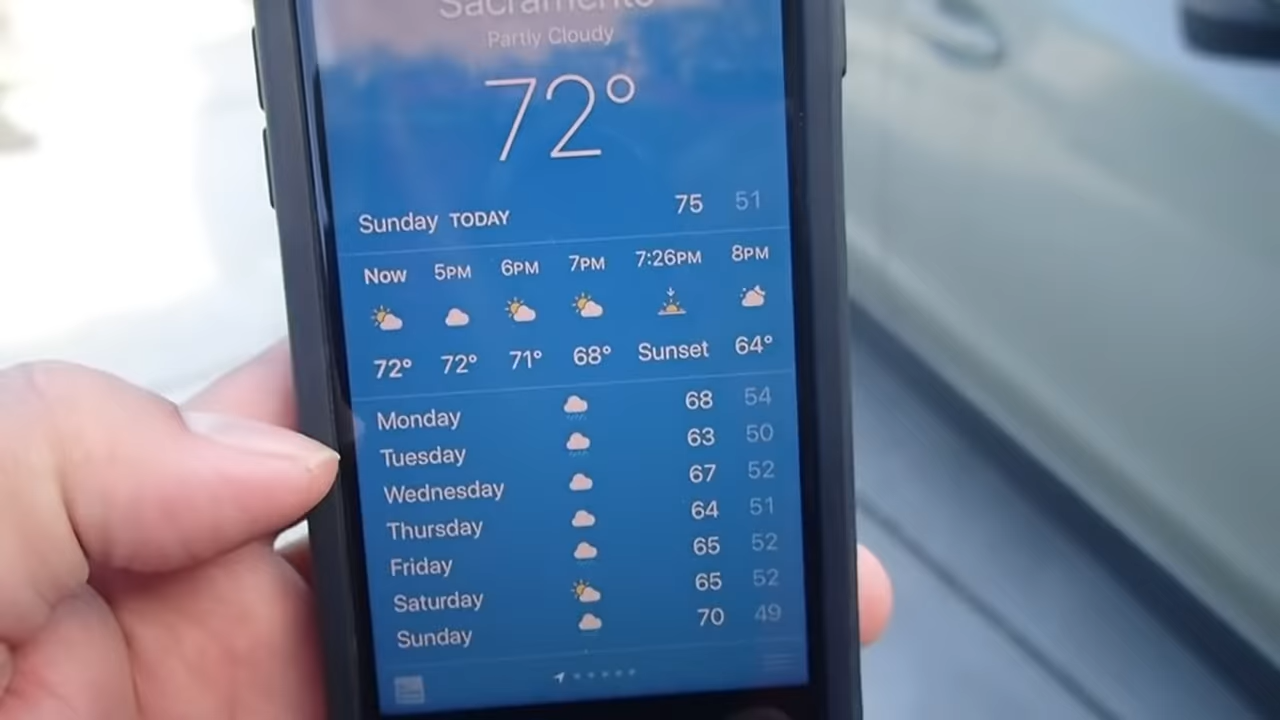 Sacramento
Partly Cloudy
72°
Sunday TODAY 75 51
Now 5PM 6PM 7PM 7:26PM 8PM
72° 72° 71° 68° Sunset 64°
Monday 68 54
Tuesday 63 50
Wednesday 67 52
Thursday 64 51
Friday 65 52
Saturday 65 52
Sunday 70 49